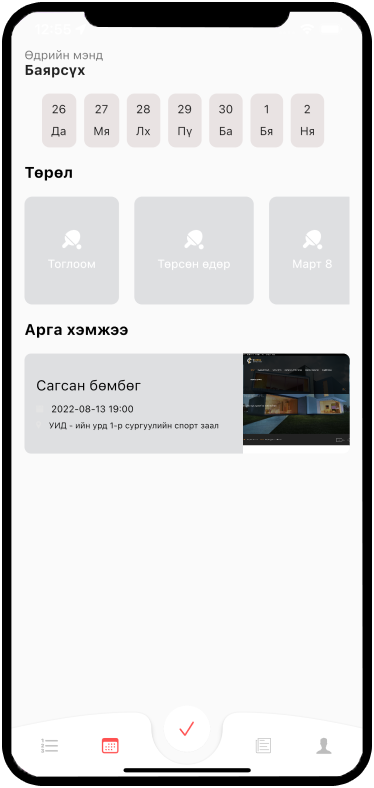 12:55
Өдрийн мэнд
Баярсүх
26 27 28 29 30 1 2
Да Мя Лх Пү Ба Бя Ня
Төрөл
Тоглоом Төрсөн өдөр Март 8
Арга хэмжээ
Сагсан бөмбөг
2022-08-13 19:00
УИД - ийн урд 1-р сургуулийн спорт заал